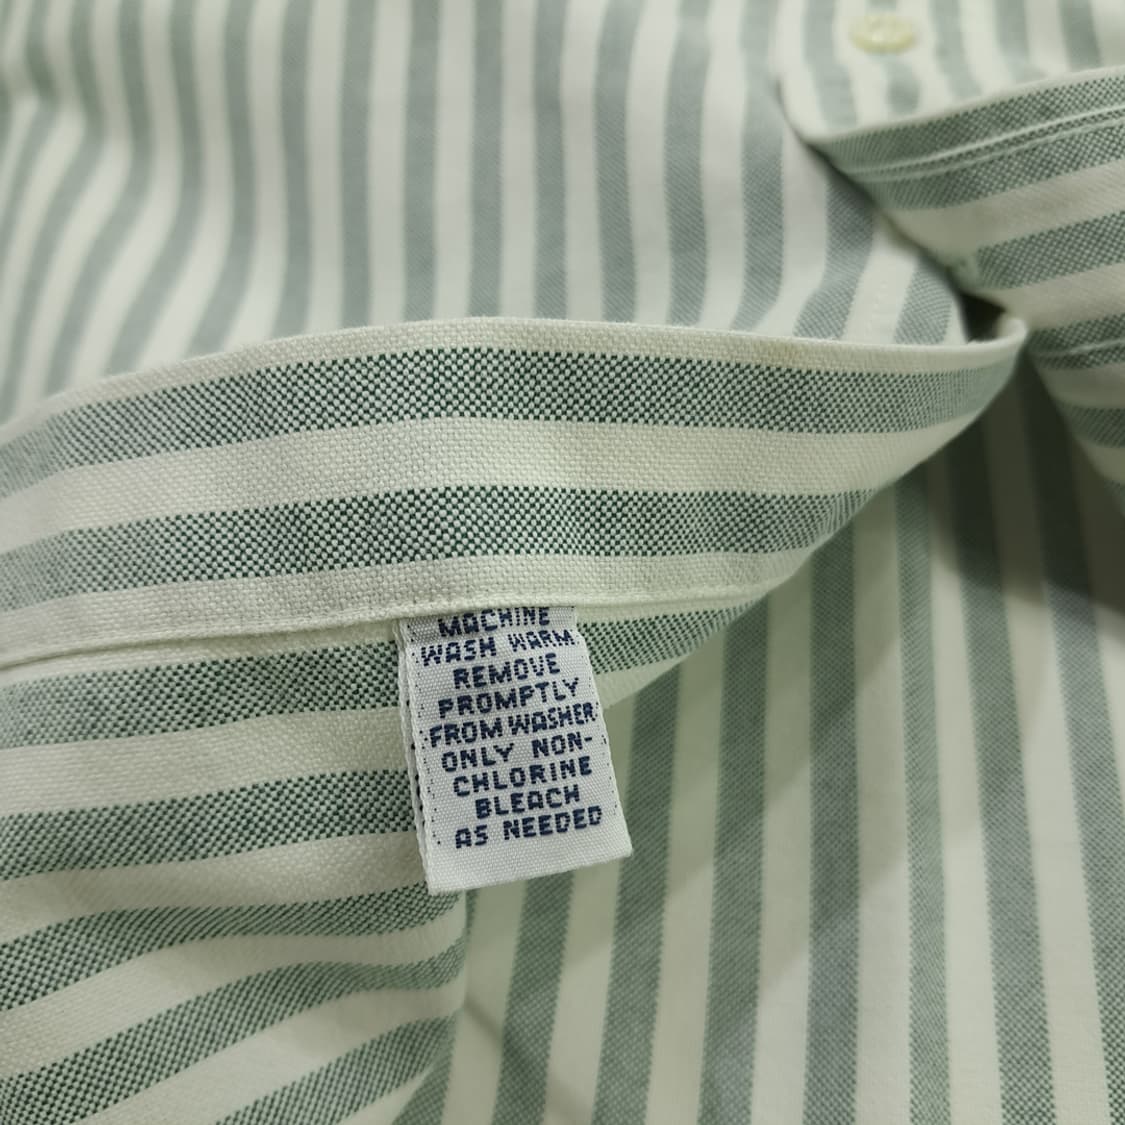 MACHINE
WASH WARM.
REMOVE
PROMPTLY
FROM WASHER
ONLY NON-
CHLORINE
BLEACH
AS NEEDED